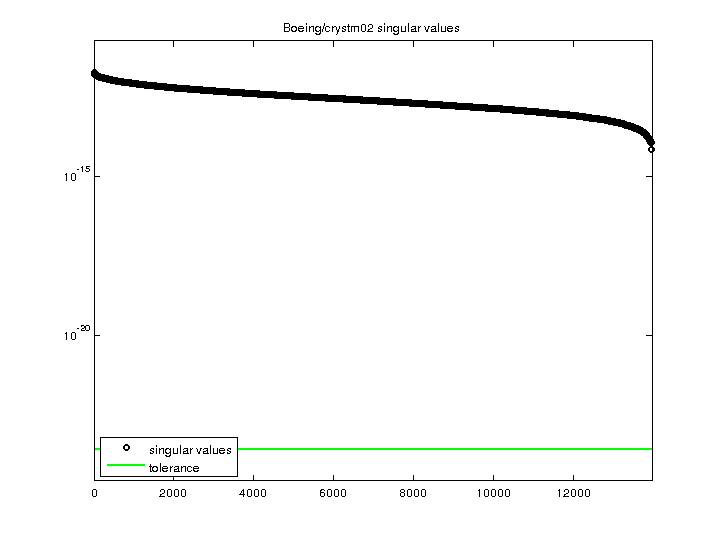 Boeing/crystm02 singular values
10^-15
10^-20
singular values
tolerance
0 2000 4000 6000 8000 10000 12000